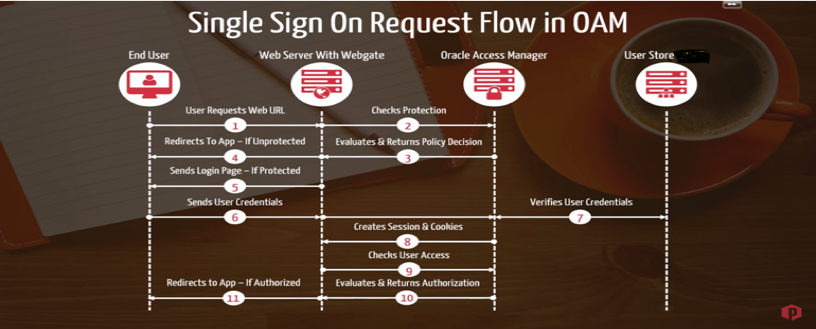 Single Sign On Request Flow in OAM
End User
Web Server With Webgate
Oracle Access Manager
User Store
User Requests Web URL
1
Checks Protection
2
Redirects To App – If Unprotected
4
Evaluates & Returns Policy Decision
3
Sends Login Page – If Protected
5
Sends User Credentials
6
Verifies User Credentials
7
Creates Session & Cookies
8
Checks User Access
9
Redirects to App – If Authorized
11
Evaluates & Returns Authorization
10
p